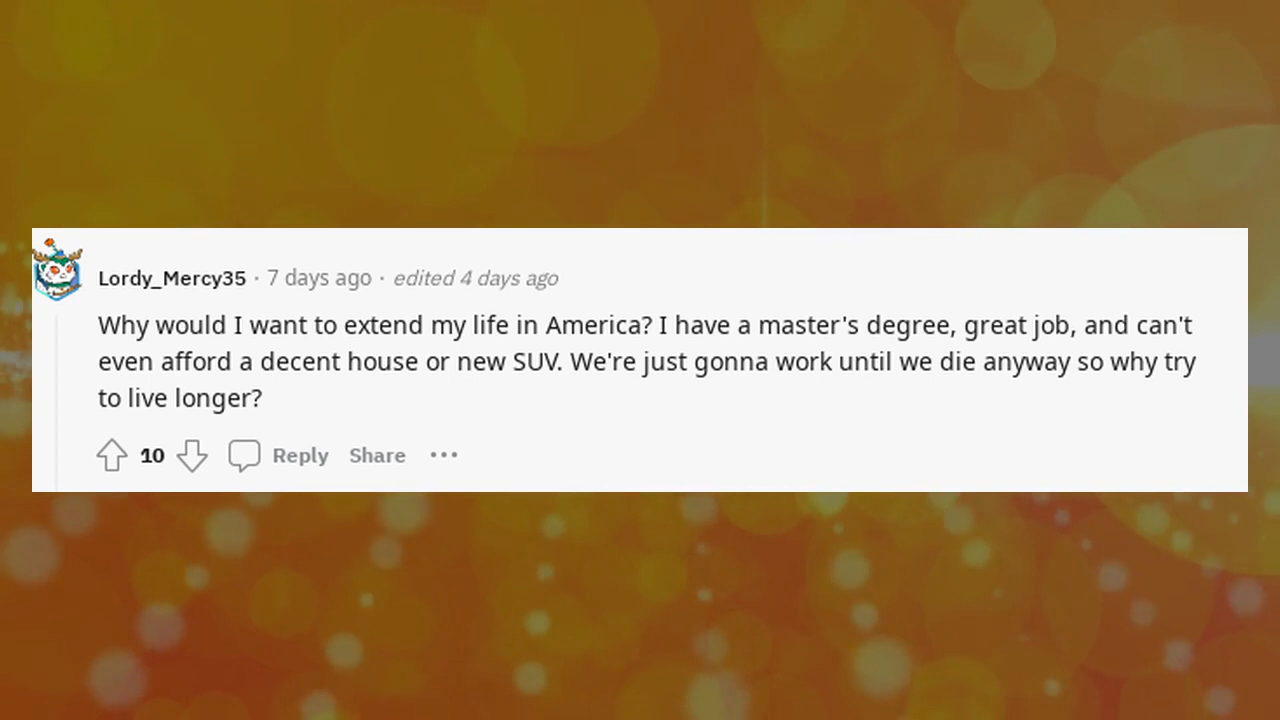 Lordy_Mercy35 · 7 days ago · edited 4 days ago
Why would I want to extend my life in America? I have a master's degree, great job, and can't
even afford a decent house or new SUV. We're just gonna work until we die anyway so why try
to live longer?
10 Reply Share •••